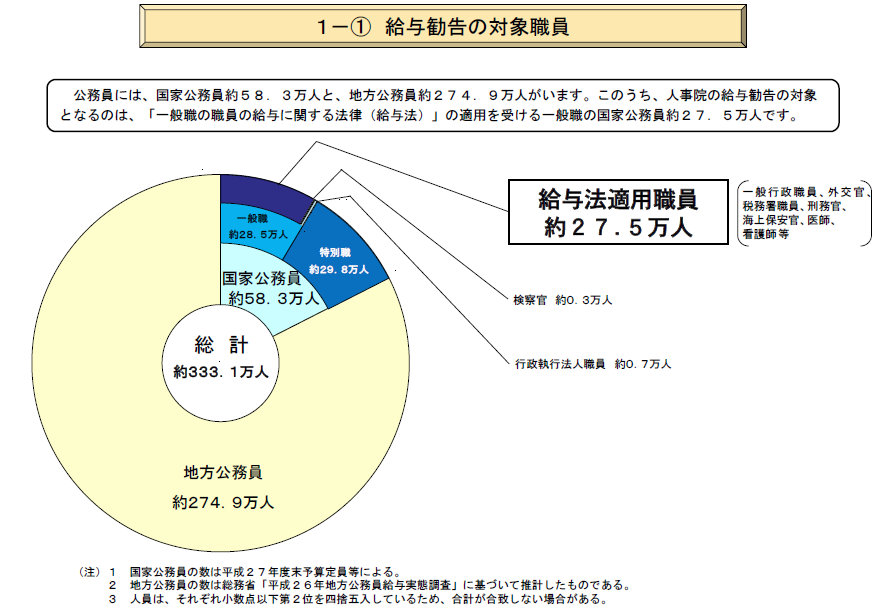 １－① 給与勧告の対象職員
公務員には、国家公務員約５８．３万人と、地方公務員約２７４．９万人がいます。このうち、人事院の給与勧告の対象
となるのは、「一般職の職員の給与に関する法律（給与法）」の適用を受ける一般職の国家公務員約２７．５万人です。
給与法適用職員
約２７.５万人
一般行政職員、外交官、
税務署職員、刑務官、
海上保安官、医師、
看護師等
一般職
約28.5万人
特別職
約29.8万人
国家公務員
約58.3万人
検察官 約0.3万人
行政執行法人職員 約0.7万人
総 計
約333.1万人
地方公務員
約274.9万人
（注）１ 国家公務員の数は平成２７年度末予算定員等による。
２ 地方公務員の数は総務省「平成２６年地方公務員給与実態調査」に基づいて推計したものである。
３ 人員は、それぞれ小数点以下第２位を四捨五入しているため、合計が合致しない場合がある。